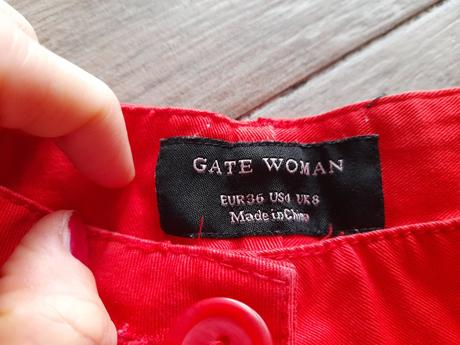 GATE WOMAN
EUR36 US4 UK8
Made in China